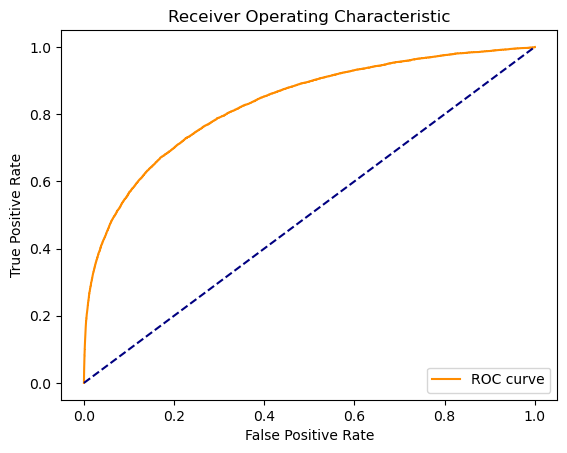 Receiver Operating Characteristic
True Positive Rate
1.0
0.8
0.6
0.4
0.2
0.0
0.0 0.2 0.4 0.6 0.8 1.0
False Positive Rate
ROC curve